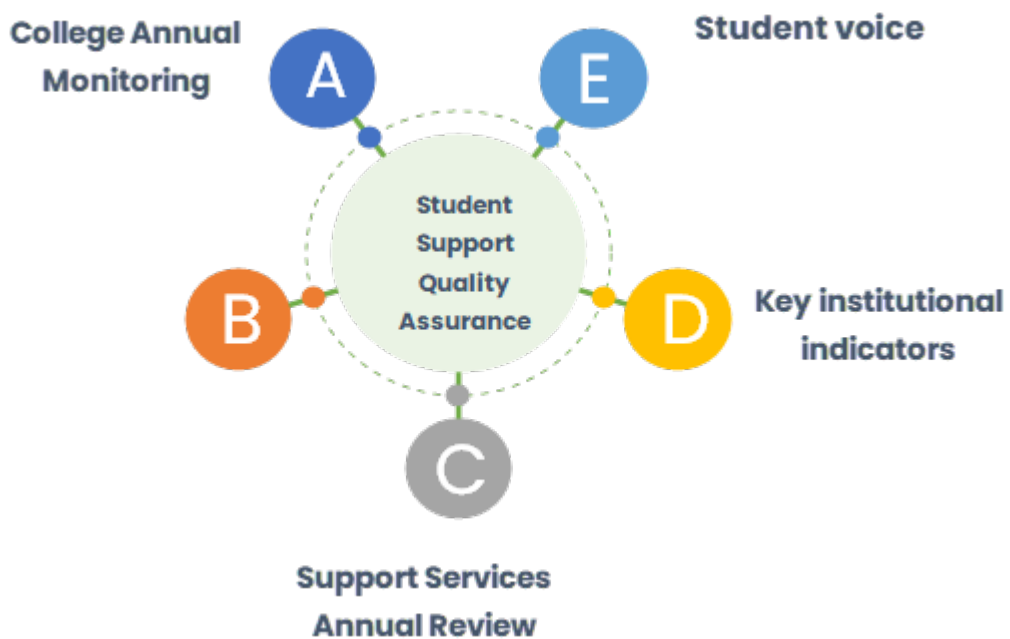 College Annual
Monitoring
A
E
Student voice
Student
Support
Quality
Assurance
B
D
Key institutional
indicators
C
Support Services
Annual Review